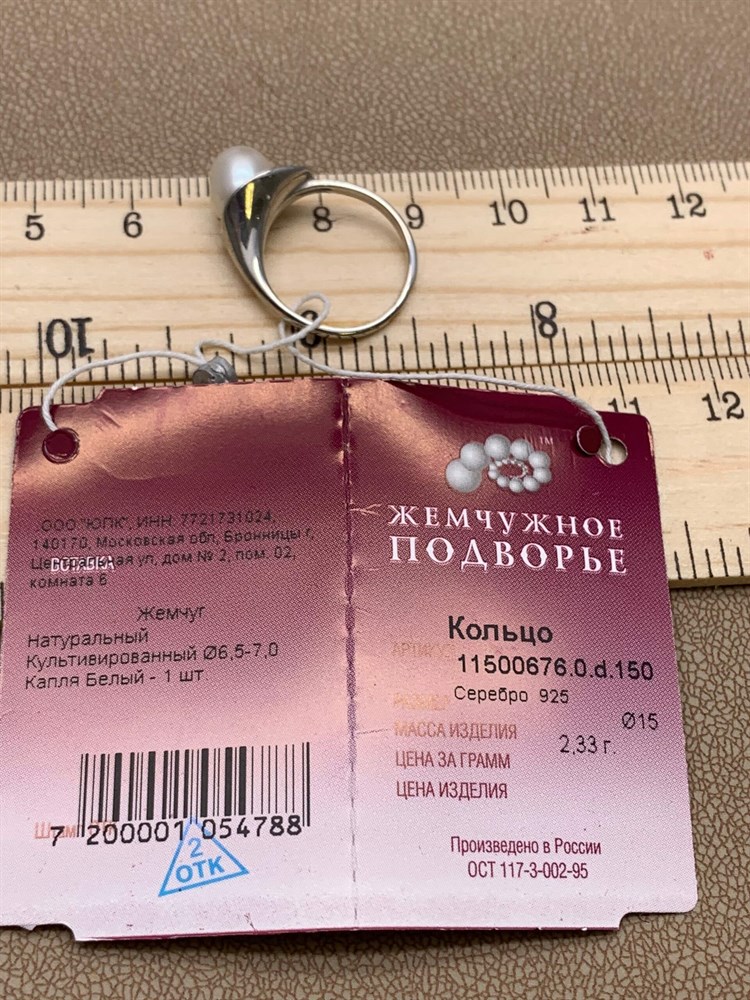 5 6 8 9 10 11 12
10 8
12
ООО "ЮПК", ИНН: 7721731024,
140170, Московская обл, Бронницы г,
Центральная ул, дом № 2, пом. 02,
комната 6
ВСТАВКА
Жемчуг
Натуральный
Культивированный Ø6,5-7,0
Капля Белый - 1 шт.
7 200001 054788
2
ОТК
TM
ЖЕМЧУЖНОЕ
ПОДВОРЬЕ
Кольцо
АРТИКУЛ
11500676.0.d.150
Серебро 925
РАЗМЕР
Ø15
МАССА ИЗДЕЛИЯ 2,33 г.
ЦЕНА ЗА ГРАММ
ЦЕНА ИЗДЕЛИЯ
Произведено в России
ОСТ 117-3-002-95